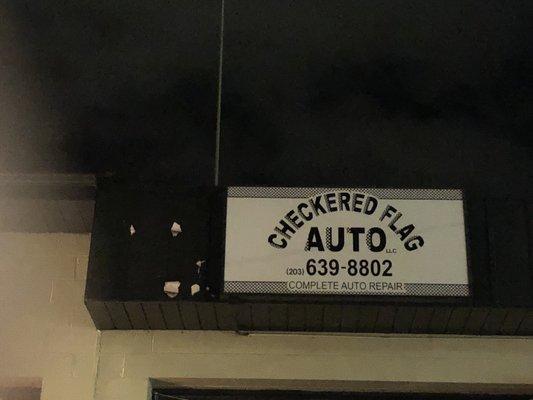 CHECKERED FLAG
AUTO LLC
(203) 639-8802
COMPLETE AUTO REPAIR